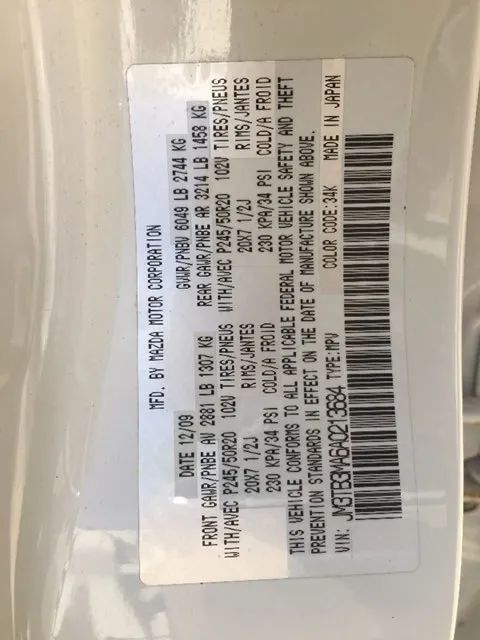 MFD. BY MAZDA MOTOR CORPORATION
DATE 12/09 GVWR/PNBV 6049 LB 2744 KG
FRONT GAWR/PNBE AV 2881 LB 1307 KG REAR GAWR/PNBE AR 3214 LB 1458 KG
WITH/AVEC P245/50R20 102V TIRES/PNEUS WITH/AVEC P245/50R20 102V TIRES/PNEUS
20X7 1/2J RIMS/JANTES 20X7 1/2J RIMS/JANTES
230 KPA/34 PSI COLD/A FROID 230 KPA/34 PSI COLD/A FROID
THIS VEHICLE CONFORMS TO ALL APPLICABLE FEDERAL MOTOR VEHICLE SAFETY AND THEFT
PREVENTION STANDARDS IN EFFECT ON THE DATE OF MANUFACTURE SHOWN ABOVE.
VIN: JM3TB3MA6A0213684 TYPE:MPV COLOR CODE:34K MADE IN JAPAN